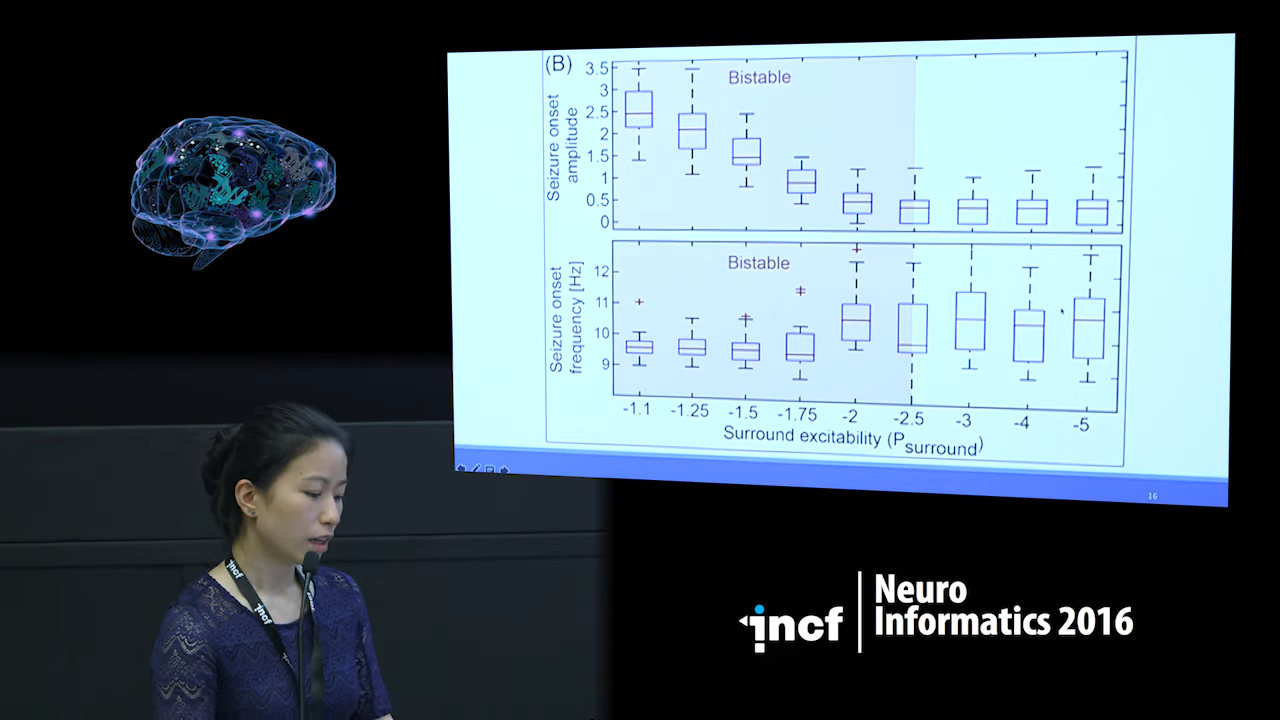 (B)
Bistable
Seizure onset
amplitude
3.5
3
2.5
2
1.5
1
0.5
0
Bistable
Seizure onset
frequency [Hz]
12
11
10
9
-1.1 -1.25 -1.5 -1.75 -2 -2.5 -3 -4 -5
Surround excitability (Psurround)
16
incf
incf
incf
Neuro
Informatics 2016